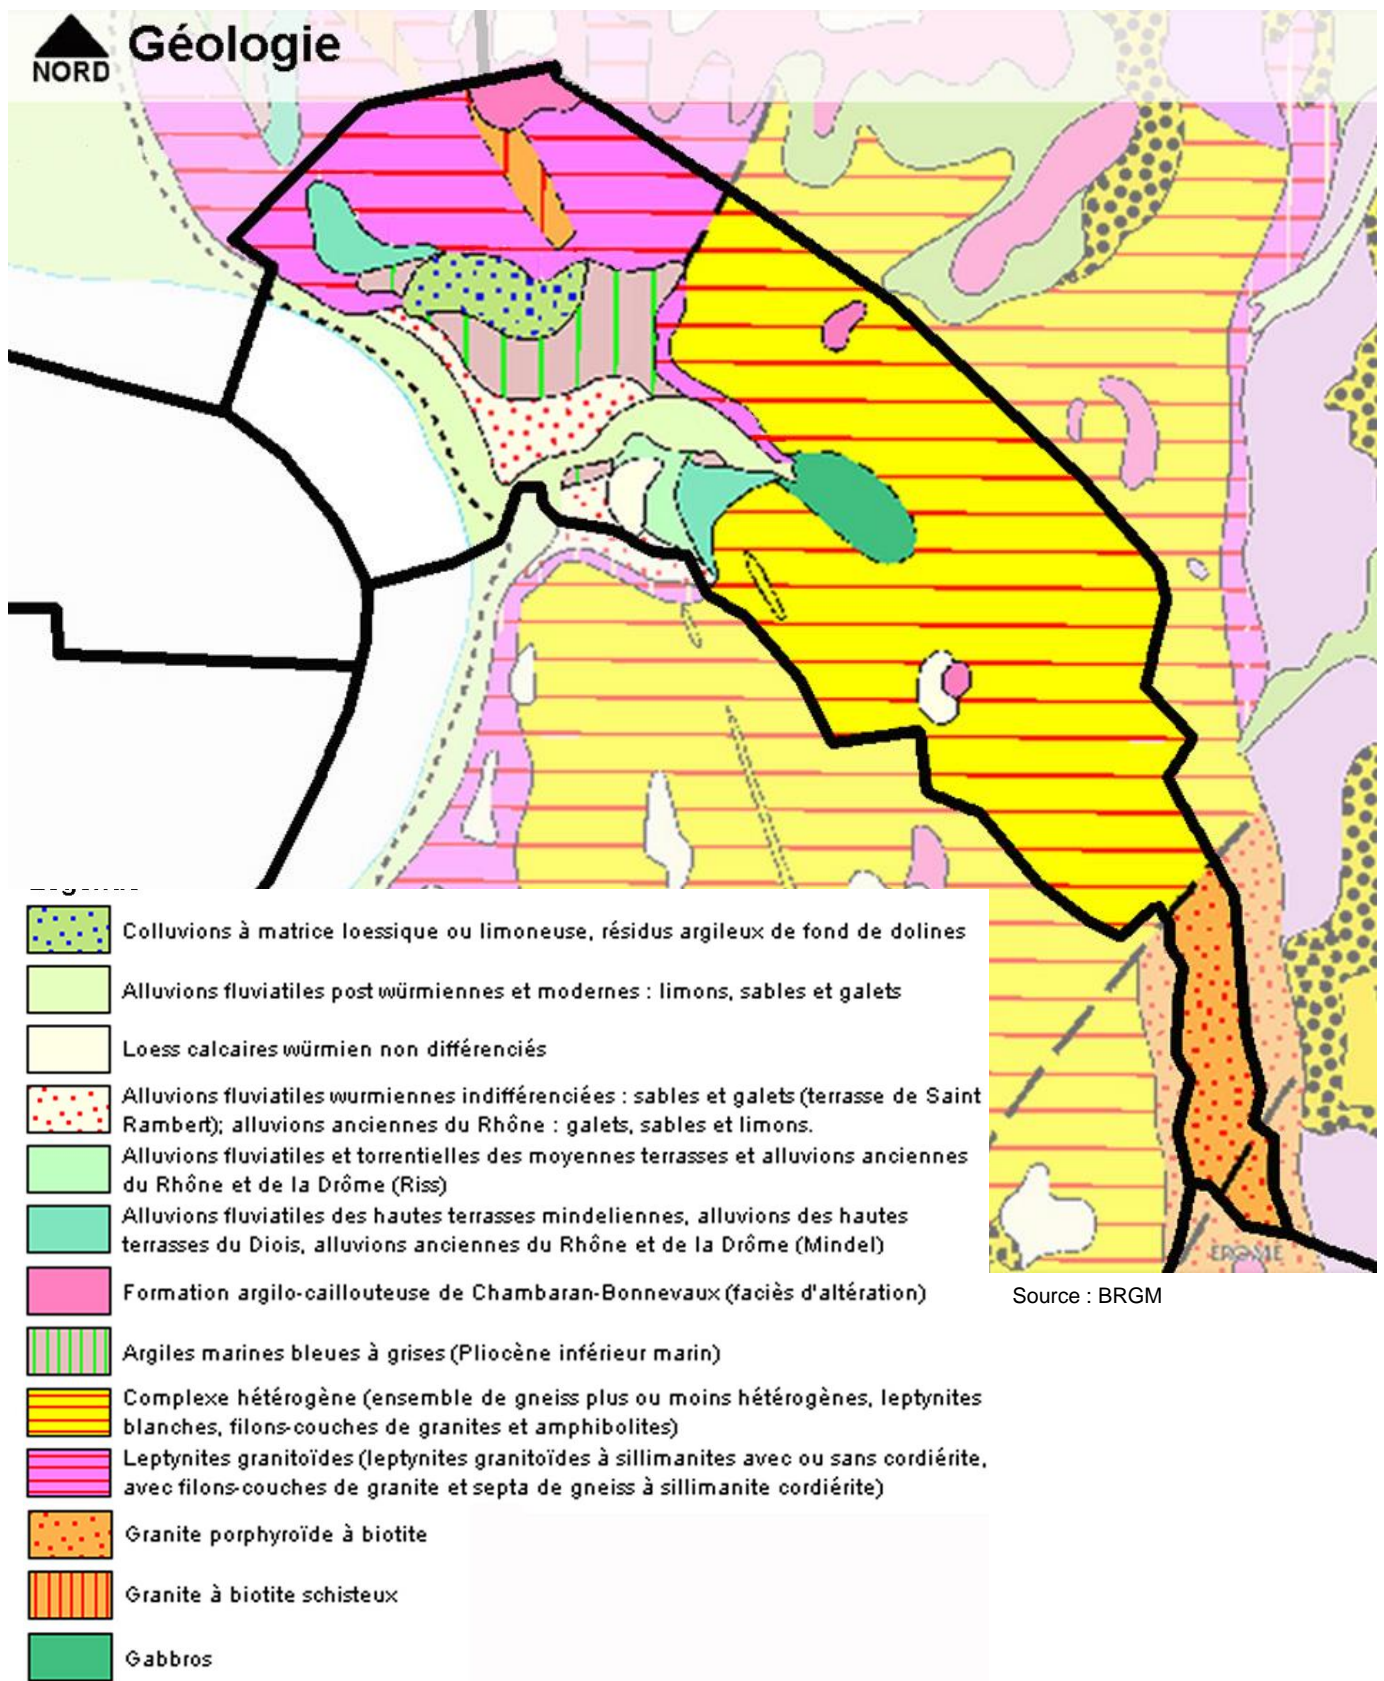 Géologie
NORD
Légende
Colluvions à matrice loessique ou limoneuse, résidus argileux de fond de dolines
Alluvions fluviatiles post würmiennes et modernes : limons, sables et galets
Loess calcaires würmien non différenciés
Alluvions fluviatiles wurmiennes indifférenciées : sables et galets (terrasse de Saint
Rambert); alluvions anciennes du Rhône : galets, sables et limons.
Alluvions fluviatiles et torrentielles des moyennes terrasses et alluvions anciennes
du Rhône et de la Drôme (Riss)
Alluvions fluviatiles des hautes terrasses mindeliennes, alluvions des hautes
terrasses du Diois, alluvions anciennes du Rhône et de la Drôme (Mindel)
Formation argilo-caillouteuse de Chambaran-Bonnevaux (faciès d'altération)
Source : BRGM
Argiles marines bleues à grises (Pliocène inférieur marin)
Complexe hétérogène (ensemble de gneiss plus ou moins hétérogènes, leptynites
blanches, filons-couches de granites et amphibolites)
Leptynites granitoïdes (leptynites granitoïdes à sillimanites avec ou sans cordiérite,
avec filons-couches de granite et septa de gneiss à sillimanite cordiérite)
Granite porphyroïde à biotite
Granite à biotite schisteux
Gabbros